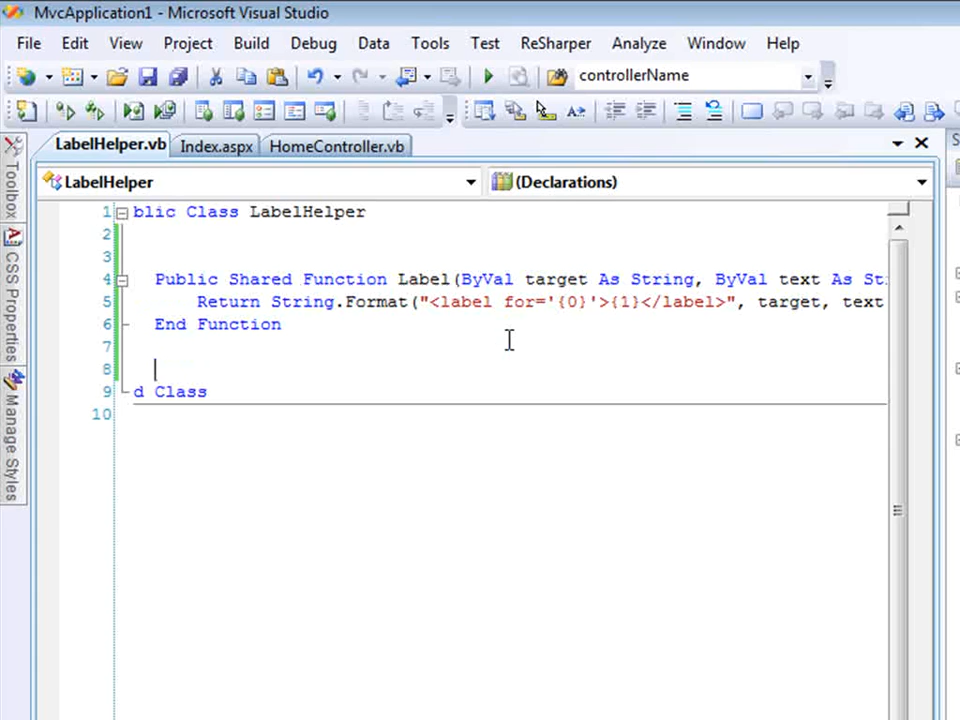 MvcApplication1 - Microsoft Visual Studio
File Edit View Project Build Debug Data Tools Test ReSharper Analyze Window Help
controllerName
LabelHelper.vb Index.aspx HomeController.vb
LabelHelper (Declarations)
Toolbox
CSS Properties
Manage Styles
1 blic Class LabelHelper
2
3
4 Public Shared Function Label(ByVal target As String, ByVal text As Str
5 Return String.Format("<label for='{0}'>{1}</label>", target, text
6 End Function
7
8
9 d Class
10